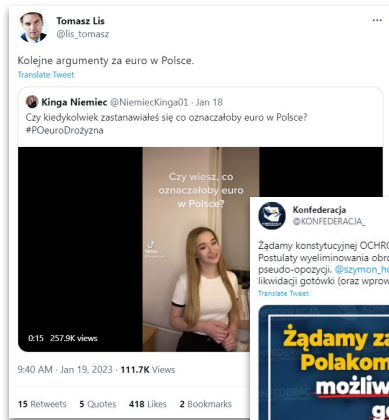 Tomasz Lis
@lis_tomasz
Kolejne argumenty za euro w Polsce.
Translate Tweet
Kinga Niemiec @NiemiecKinga01 · Jan 18
Czy kiedykolwiek zastanawiałeś się co oznaczałoby euro w Polsce?
#POeuroDrożyzna
Czy wiesz, co
oznaczałoby euro
w Polsce?
0:15 257.9K views
9:40 AM · Jan 19, 2023 · 111.7K Views
15 Retweets 5 Quotes 418 Likes 2 Bookmarks
Konfederacja
@KONFEDERACJA_
Żądamy konstytucyjnej OCHRO
Postulaty wyeliminowania obro
pseudo-opozycji. @szymon_ho
likwidacji gotówki (oraz wprow
Translate Tweet
Żądamy za
Polakom
możliw